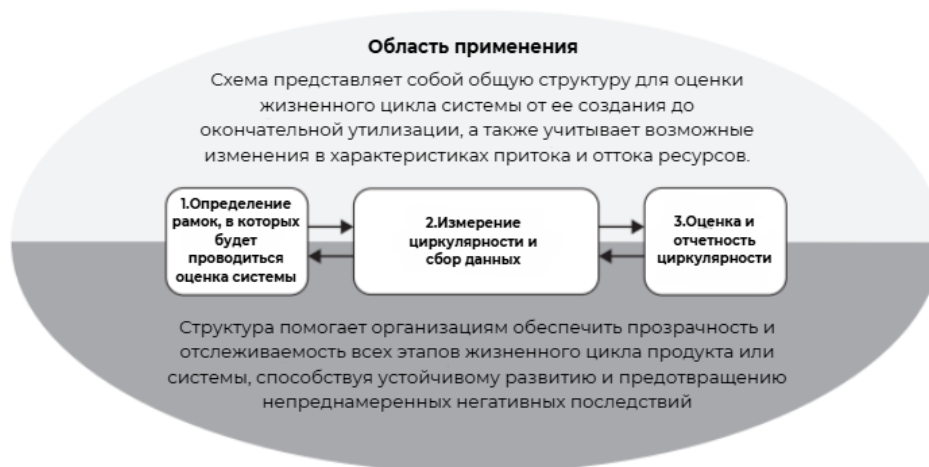 Область применения
Схема представляет собой общую структуру для оценки
жизненного цикла системы от ее создания до
окончательной утилизации, а также учитывает возможные
изменения в характеристиках притока и оттока ресурсов.
1.Определение
рамок, в которых
будет
проводиться
оценка системы
2.Измерение
циркулярности и
сбор данных
3.Оценка и
отчетность
циркулярности
Структура помогает организациям обеспечить прозрачность и
отслеживаемость всех этапов жизненного цикла продукта или
системы, способствуя устойчивому развитию и предотвращению
непреднамеренных негативных последствий